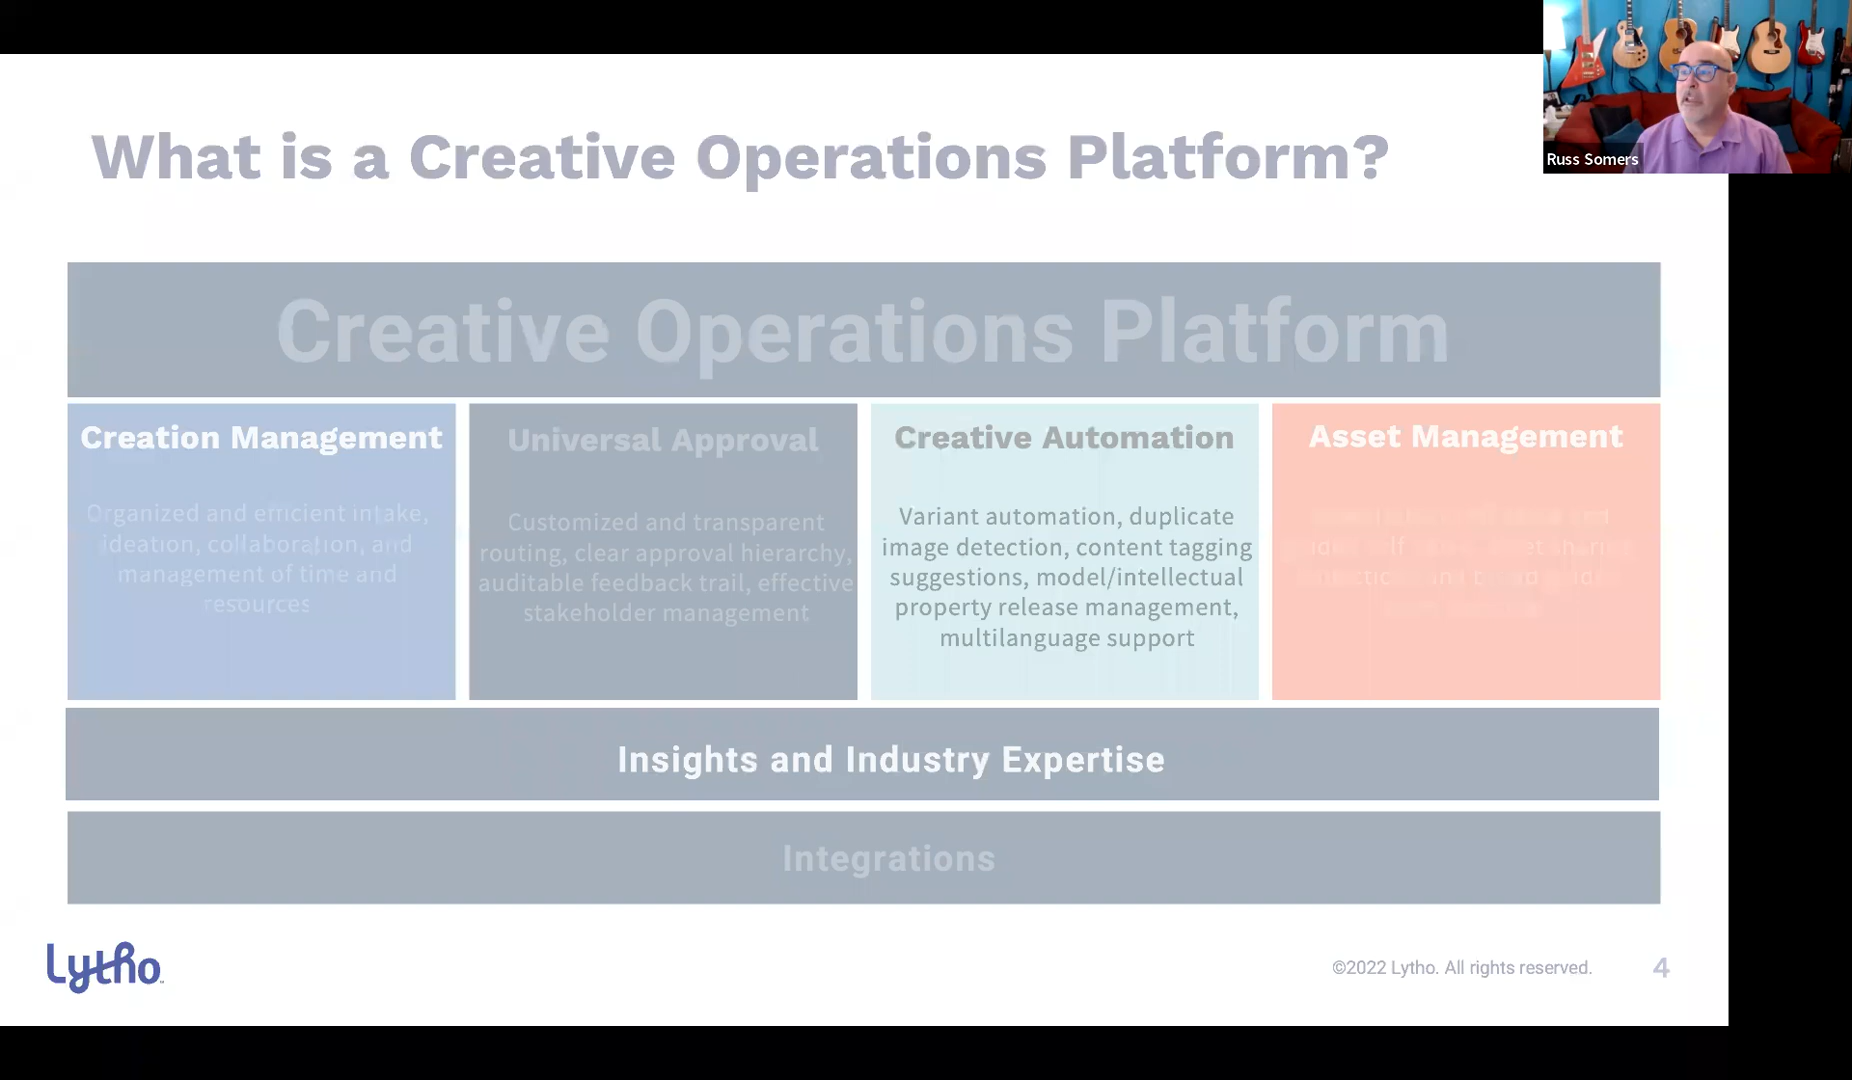 What is a Creative Operations Platform?
Russ Somers
Creative Operations Platform
Creation Management
Organized and efficient intake,
ideation, collaboration, and
management of time and
resources
Universal Approval
Customized and transparent
routing, clear approval hierarchy,
auditable feedback trail, effective
stakeholder management
Creative Automation
Variant automation, duplicate
image detection, content tagging
suggestions, model/intellectual
property release management,
multilanguage support
Asset Management
Insights and Industry Expertise
Integrations
Lytho
©2022 Lytho. All rights reserved.
4